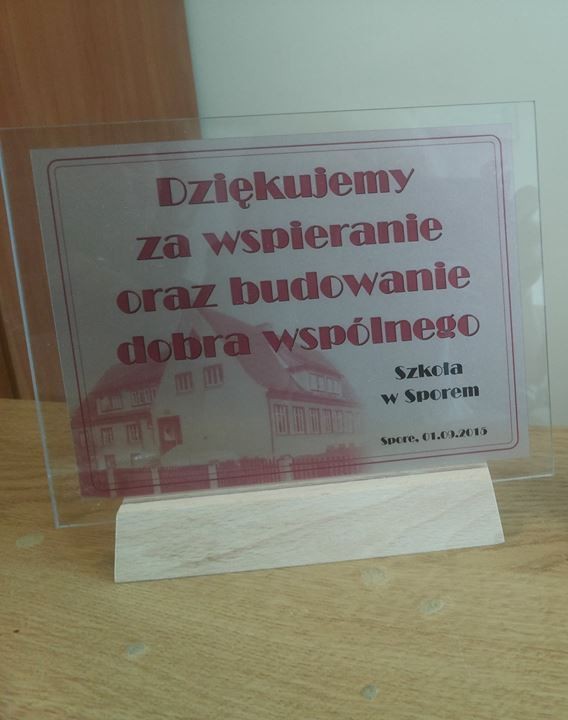 Dziękujemy
za wspieranie
oraz budowanie
dobra wspólnego
Szkoła
w Sporem
Spore, 01.09.2015